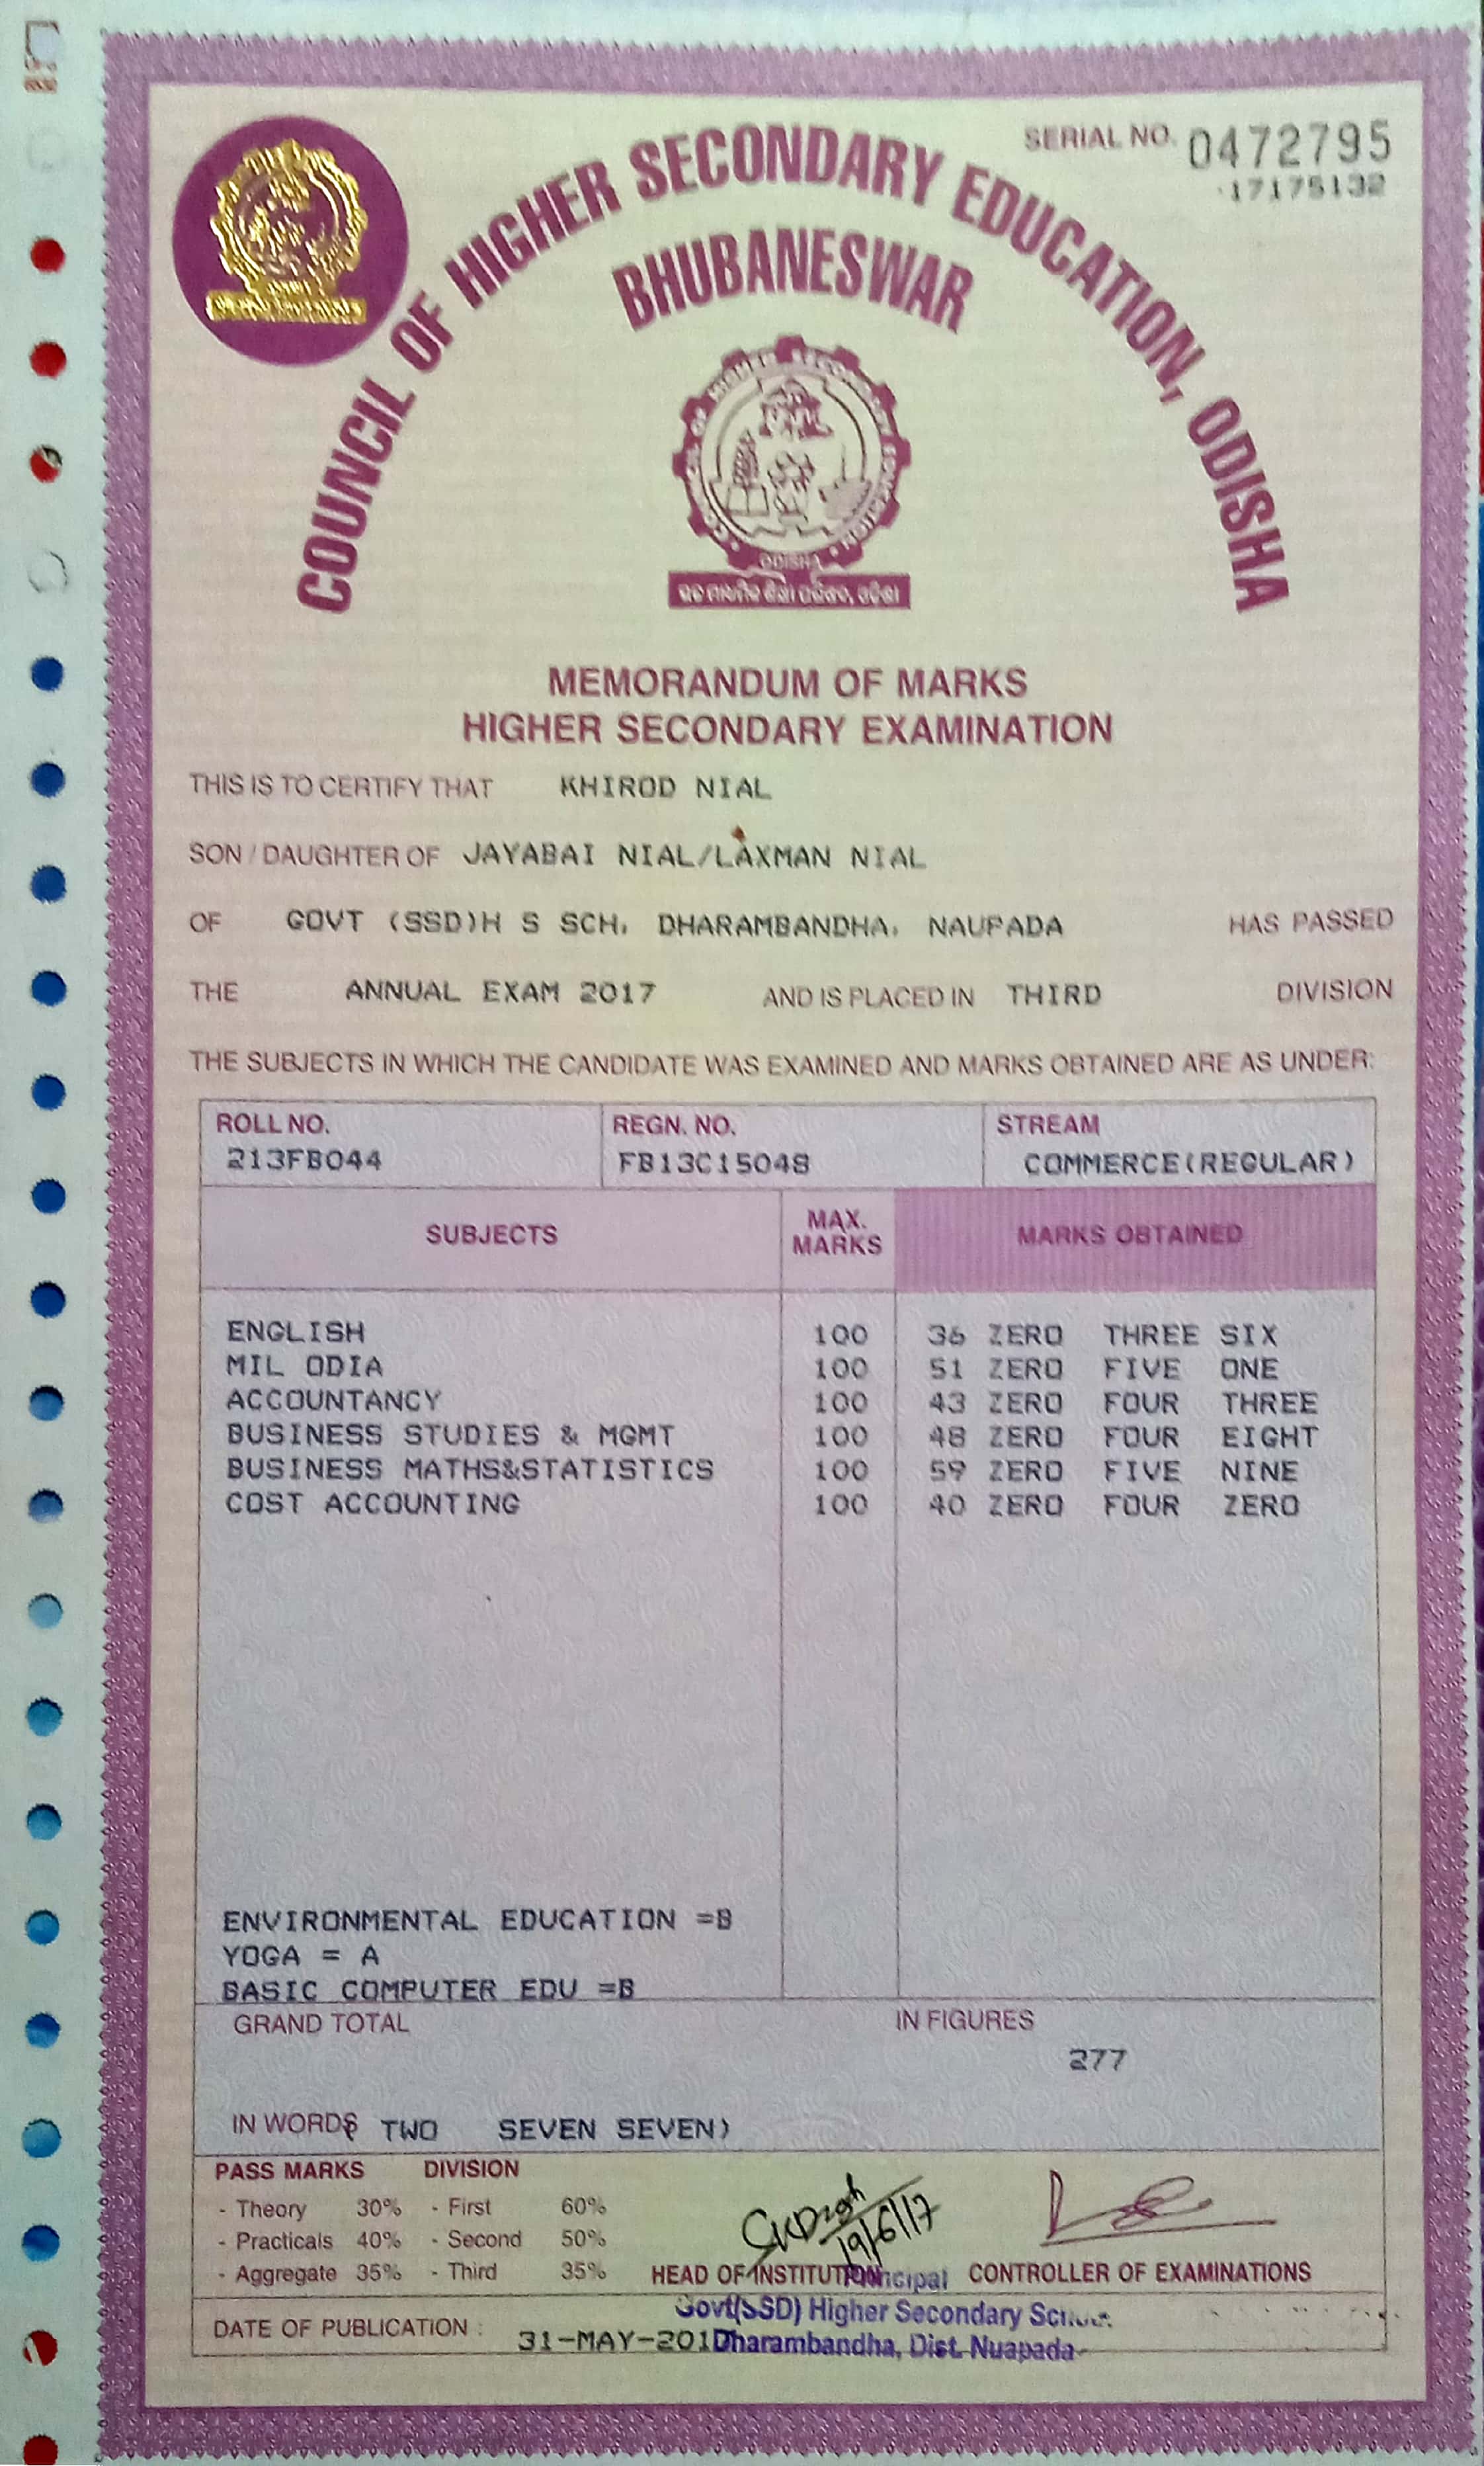 SERIAL NO. 0472795
17175132
COUNCIL OF HIGHER SECONDARY EDUCATION, ODISHA
BHUBANESWAR
ODISHA
MEMORANDUM OF MARKS
HIGHER SECONDARY EXAMINATION
THIS IS TO CERTIFY THAT KHIROD NIAL
SON / DAUGHTER OF JAYABAI NIAL/LAXMAN NIAL
OF GOVT (SSD)H S SCH, DHARAMBANDHA, NAUPADA HAS PASSED
THE ANNUAL EXAM 2017 AND IS PLACED IN THIRD DIVISION
THE SUBJECTS IN WHICH THE CANDIDATE WAS EXAMINED AND MARKS OBTAINED ARE AS UNDER:
ROLL NO. REGN. NO. STREAM
213FB044 FB13C15048 COMMERCE(REGULAR)
SUBJECTS MAX. MARKS MARKS OBTAINED
ENGLISH 100 36 ZERO THREE SIX
MIL ODIA 100 51 ZERO FIVE ONE
ACCOUNTANCY 100 43 ZERO FOUR THREE
BUSINESS STUDIES & MGMT 100 48 ZERO FOUR EIGHT
BUSINESS MATHS&STATISTICS 100 59 ZERO FIVE NINE
COST ACCOUNTING 100 40 ZERO FOUR ZERO
ENVIRONMENTAL EDUCATION =B
YOGA = A
BASIC COMPUTER EDU =B
GRAND TOTAL IN FIGURES
277
IN WORDS ( TWO SEVEN SEVEN)
PASS MARKS DIVISION
- Theory 30% - First 60%
- Practicals 40% - Second 50%
- Aggregate 35% - Third 35%
19/6/17
HEAD OF INSTITUTION CONTROLLER OF EXAMINATIONS
Principal
Govt(SSD) Higher Secondary
DATE OF PUBLICATION : 31-MAY-201
Dharambandha, Dist. Nuapada